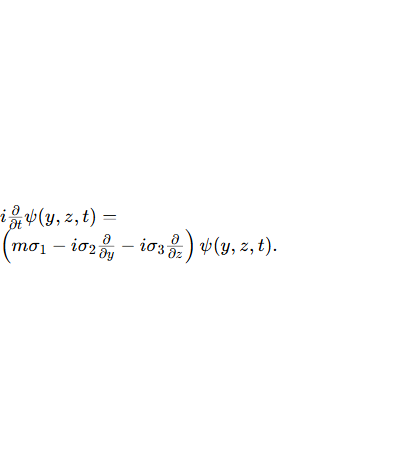 i ∂/∂t ψ(y, z, t) =
(mσ₁ − iσ₂ ∂/∂y − iσ₃ ∂/∂z) ψ(y, z, t).